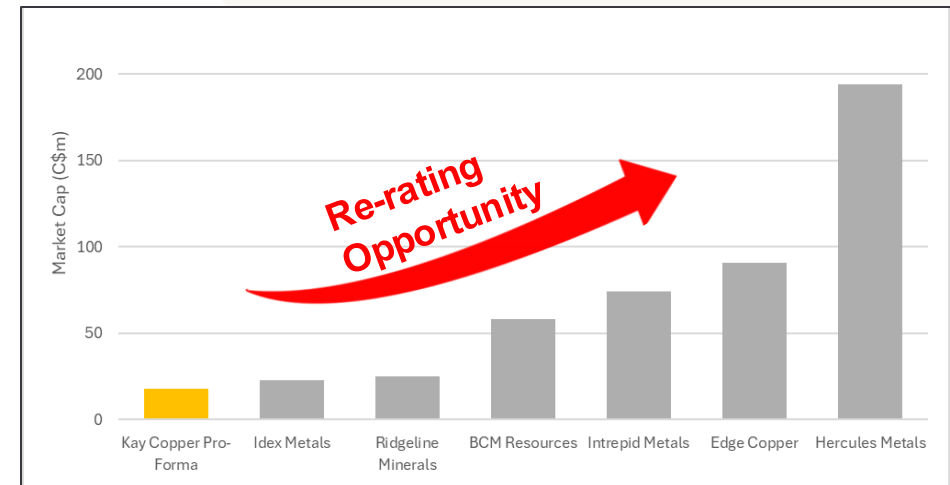 200
150
100
50
0
Market Cap (C$m)
Re-rating
Opportunity
Kay Copper Pro-
Forma
Idex Metals
Ridgeline
Minerals
BCM Resources
Intrepid Metals
Edge Copper
Hercules Metals